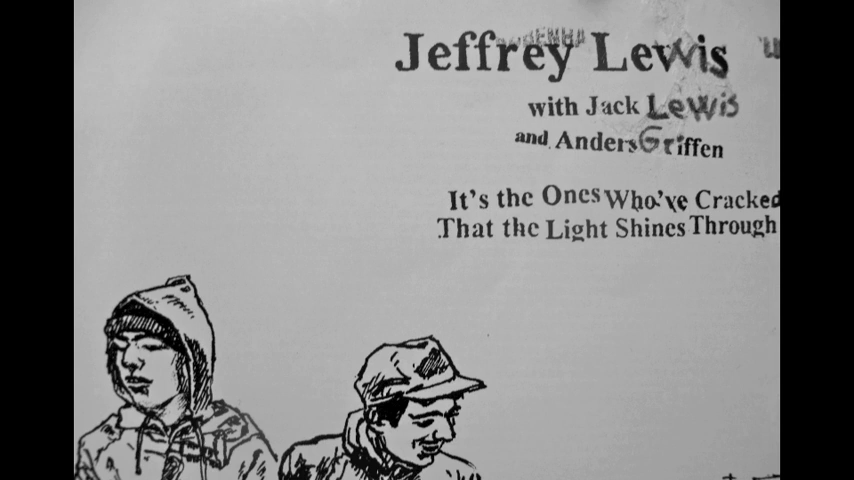 Jeffrey Lewis
with Jack Lewis
and Anders Griffen
It's the Ones Who've Cracked
That the Light Shines Through